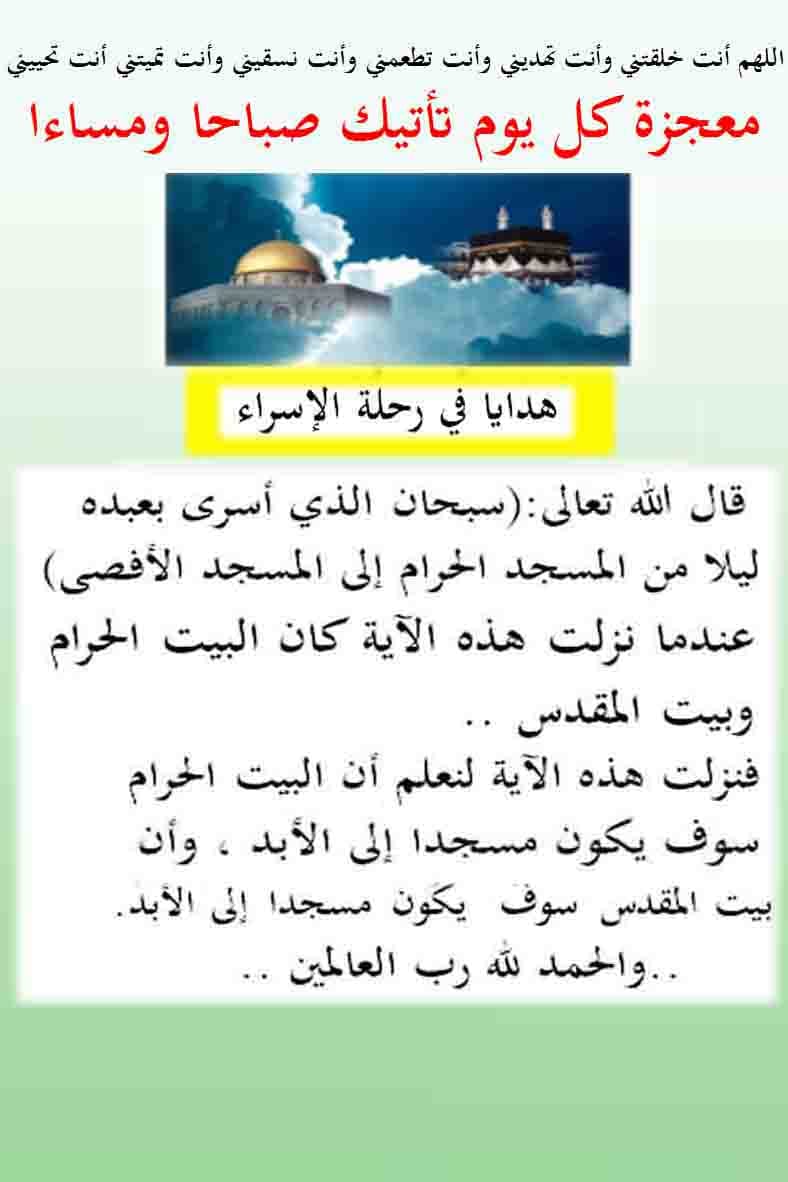 اللهم أنت خلقتني وأنت تهديني وأنت تطعمني وأنت نسقيني وأنت تميتني أنت تحييني
معجزة كل يوم تأتيك صباحا ومساءا
هدايا في رحلة الإسراء
قال الله تعالى:(سبحان الذي أسرى بعبده
ليلا من المسجد الحرام إلى المسجد الأفصى)
عندما نزلت هذه الآية كان البيت الحرام
وبيت المقدس ..
فنزلت هذه الآية لنعلم أن البيت الحرام
سوف يكون مسجدا إلى الأبد ، وأن
بيت المقدس سوف يكون مسجدا إلى الأبد.
..والحمد لله رب العالمين ..